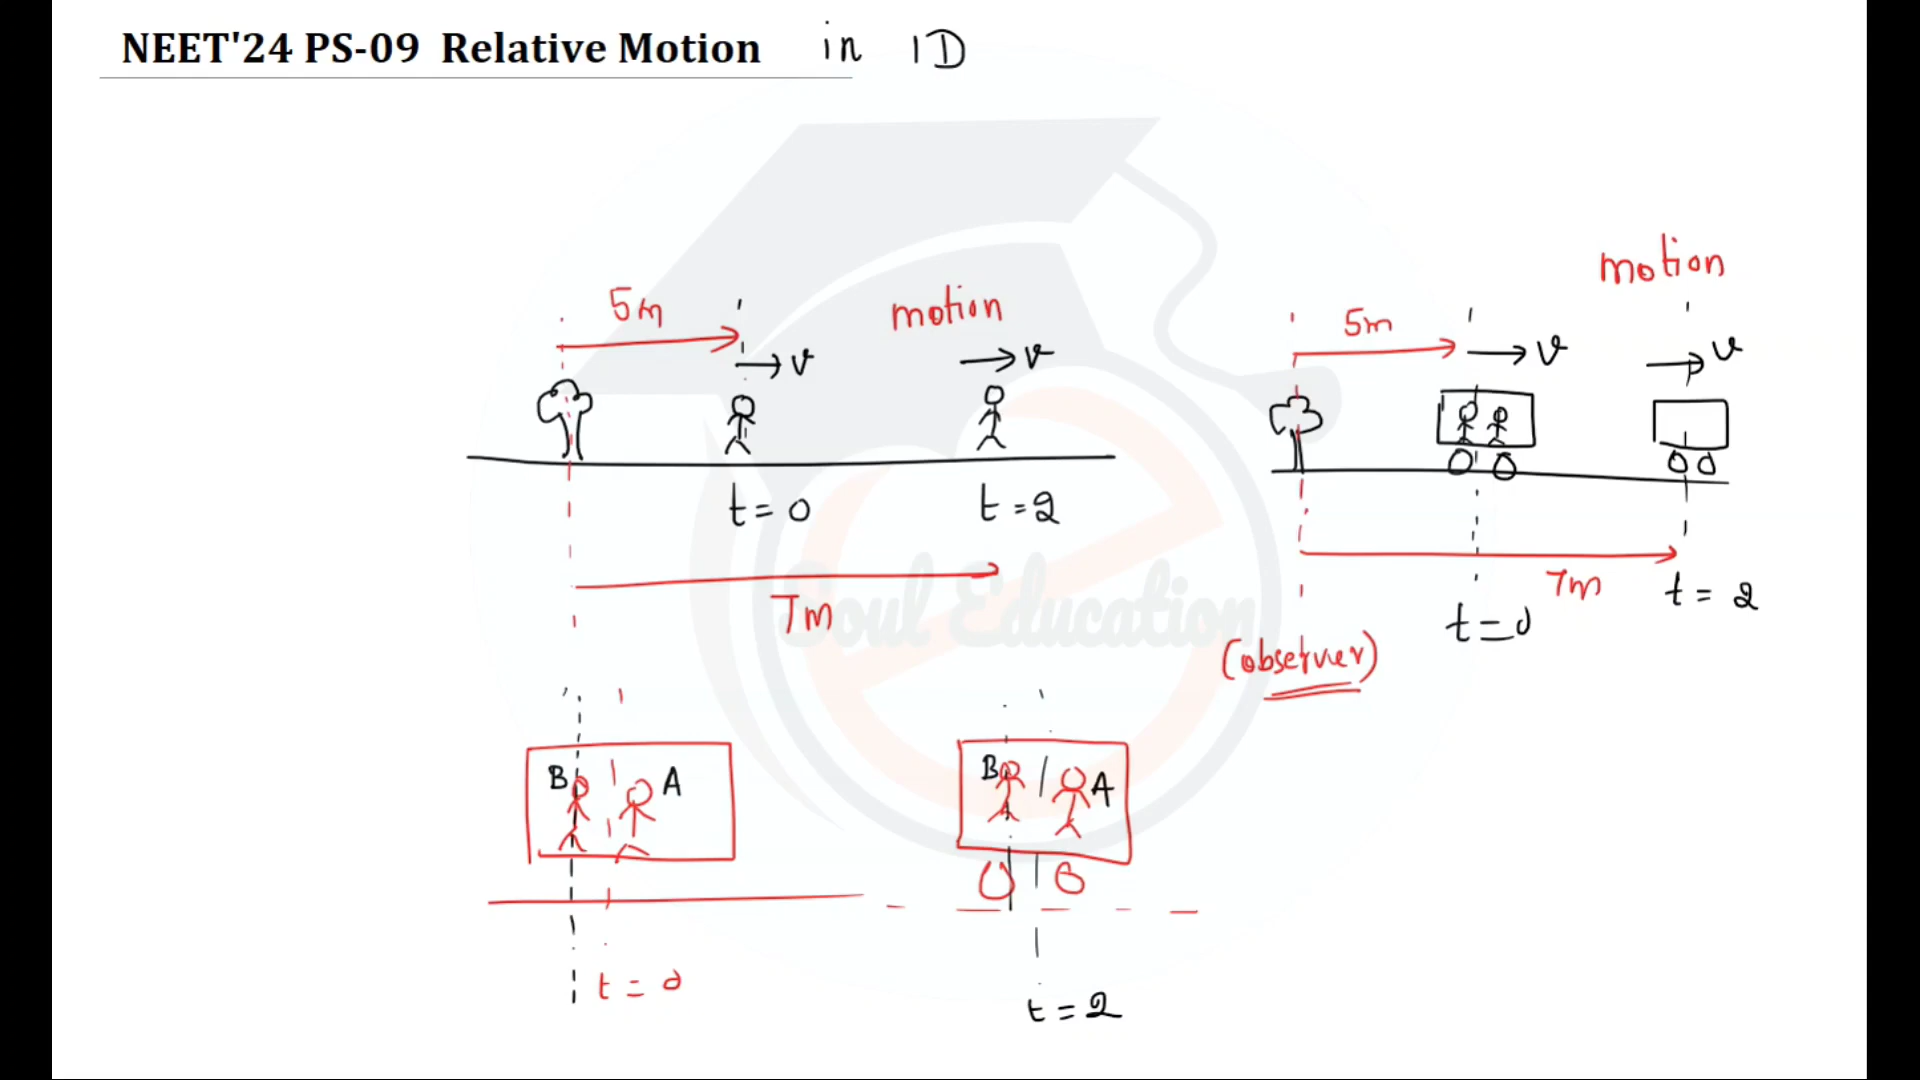 NEET'24 PS-09 Relative Motion in 1D
motion
5m
motion
5m
v
v
v
v
t = 0
t = 2
7m
7m
t = 2
t = 0
Soul Education
(observer)
B
A
B
A
t = 0
t = 2